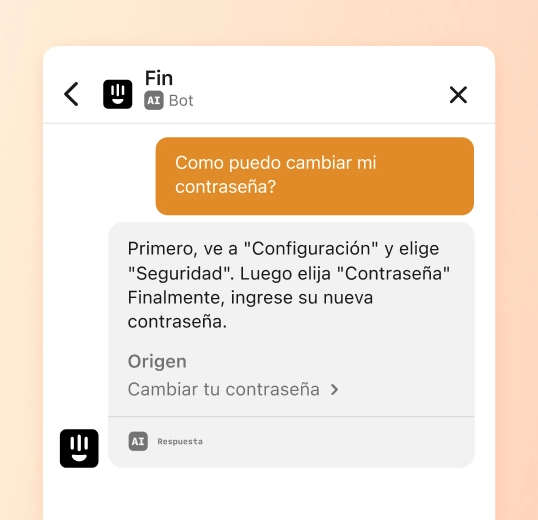 Fin
AI Bot
Como puedo cambiar mi
contraseña?
Primero, ve a "Configuración" y elige
"Seguridad". Luego elija "Contraseña"
Finalmente, ingrese su nueva
contraseña.
Origen
Cambiar tu contraseña
AI Respuesta